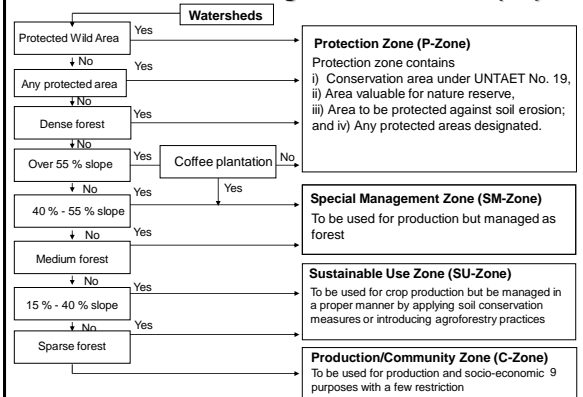 Watersheds
Protected Wild Area
Yes
No
Any protected area
Yes
No
Dense forest
Yes
No
Over 55 % slope
Yes
Coffee plantation
No
Yes
No
40 % - 55 % slope
Yes
No
Medium forest
Yes
No
15 % - 40 % slope
Yes
No
Sparse forest
Yes
Protection Zone (P-Zone)
Protection zone contains
i) Conservation area under UNTAET No. 19,
ii) Area valuable for nature reserve,
iii) Area to be protected against soil erosion;
and iv) Any protected areas designated.
Special Management Zone (SM-Zone)
To be used for production but managed as
forest
Sustainable Use Zone (SU-Zone)
To be used for crop production but be managed in
a proper manner by applying soil conservation
measures or introducing agroforestry practices
Production/Community Zone (C-Zone)
To be used for production and socio-economic 9
purposes with a few restriction